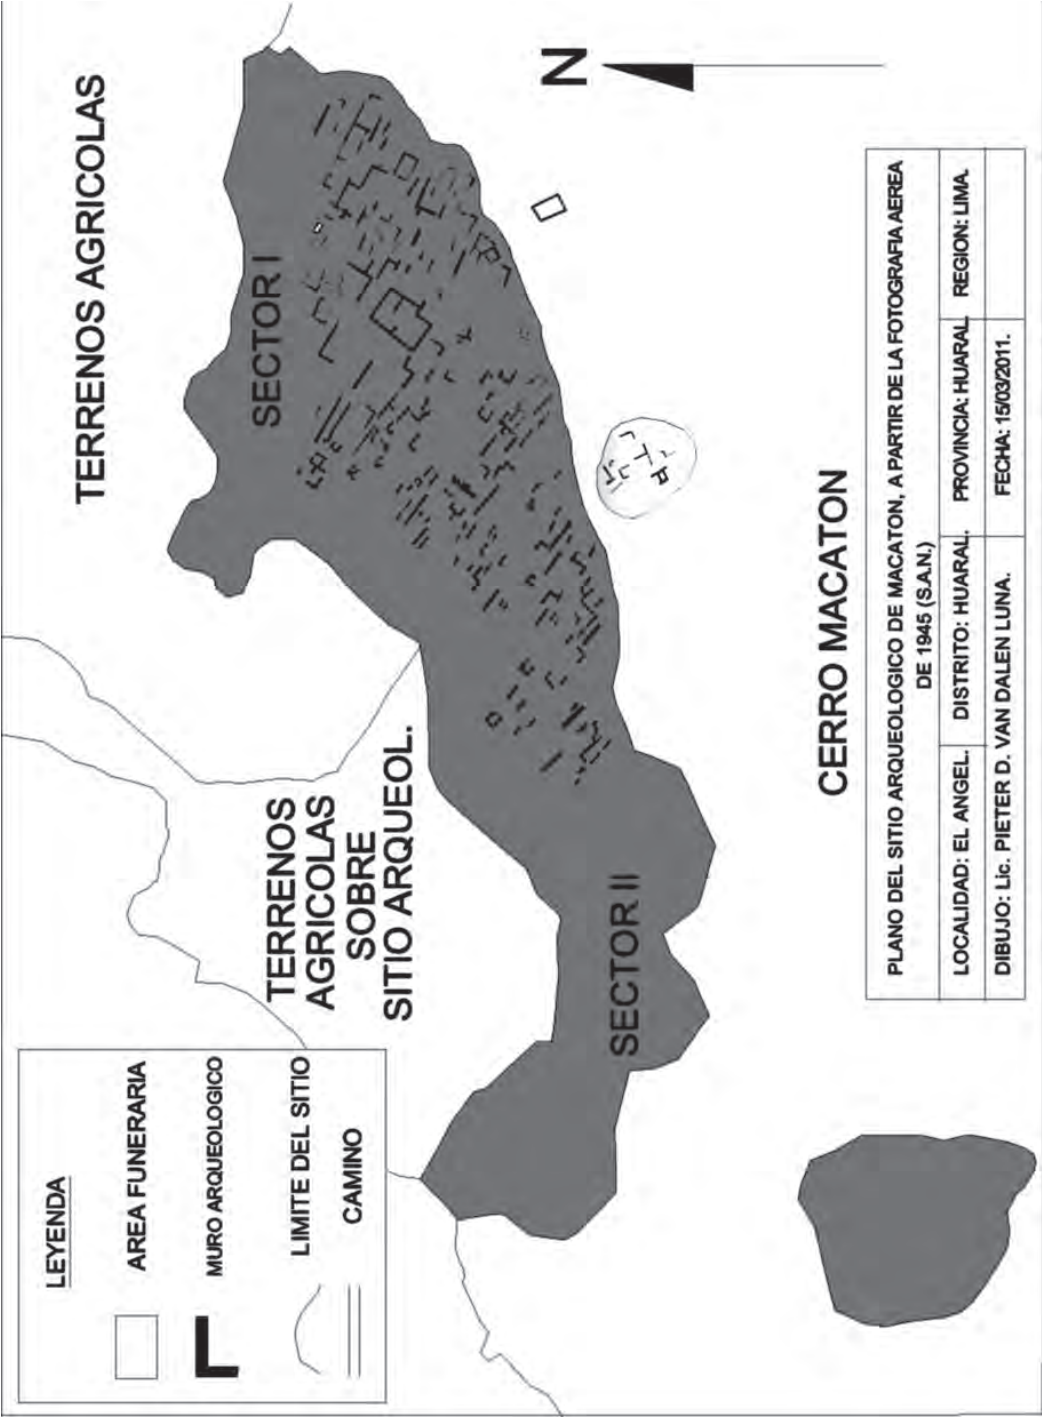 TERRENOS AGRICOLAS
N
SECTOR I
TERRENOS
AGRICOLAS
SOBRE
SITIO ARQUEOL.
SECTOR II
CERRO MACATON
LEYENDA
AREA FUNERARIA
MURO ARQUEOLOGICO
LIMITE DEL SITIO
CAMINO
PLANO DEL SITIO ARQUEOLOGICO DE MACATON, A PARTIR DE LA FOTOGRAFIA AEREA
DE 1945 (S.A.N.)
LOCALIDAD: EL ANGEL. DISTRITO: HUARAL. PROVINCIA: HUARAL REGION: LIMA.
DIBUJO: Lic. PIETER D. VAN DALEN LUNA. FECHA: 15/03/2011.